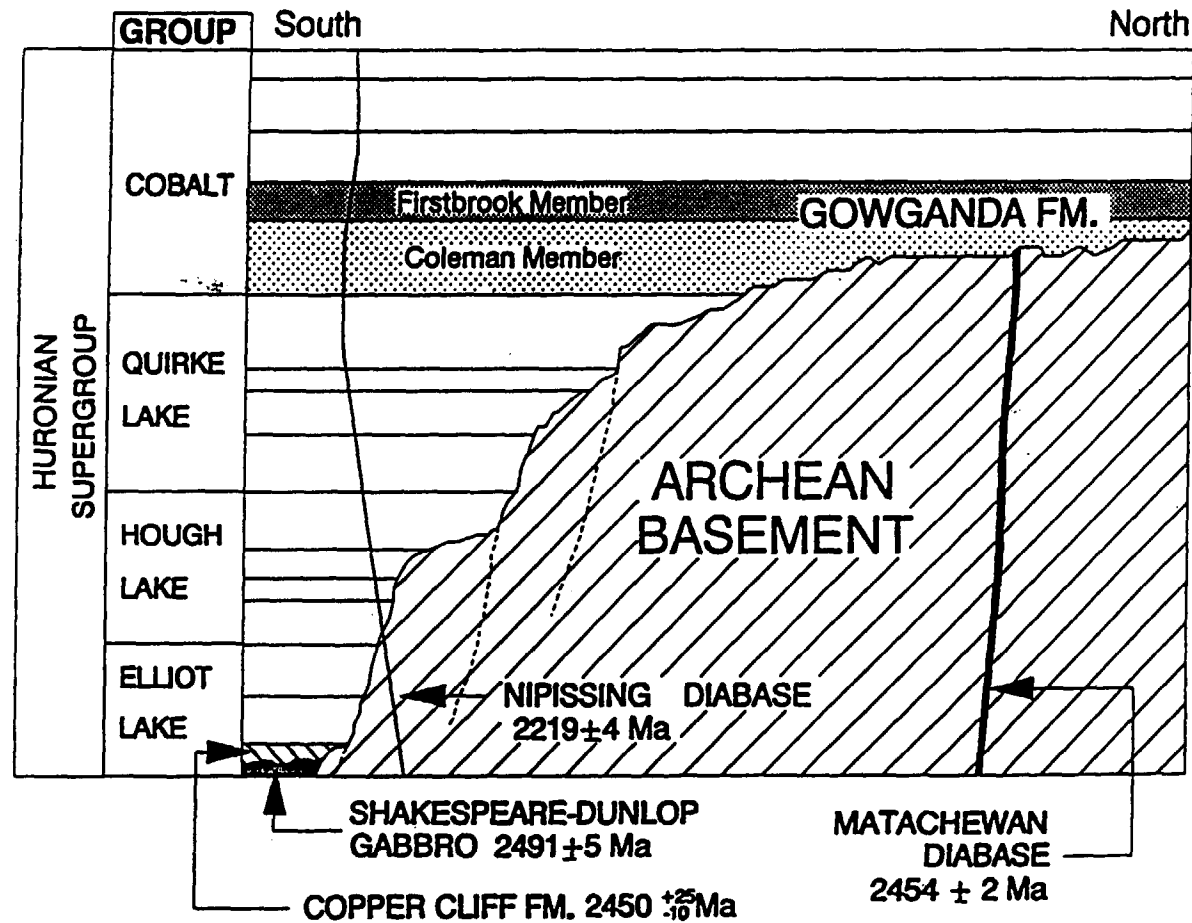 GROUP
South
North
HURONIAN
SUPERGROUP
COBALT
Firstbrook Member
GOWGANDA FM.
Coleman Member
QUIRKE
LAKE
ARCHEAN
BASEMENT
HOUGH
LAKE
ELLIOT
LAKE
NIPISSING DIABASE
2219±4 Ma
SHAKESPEARE-DUNLOP
GABBRO 2491±5 Ma
MATACHEWAN
DIABASE
2454 ± 2 Ma
COPPER CLIFF FM. 2450 +25 -10 Ma